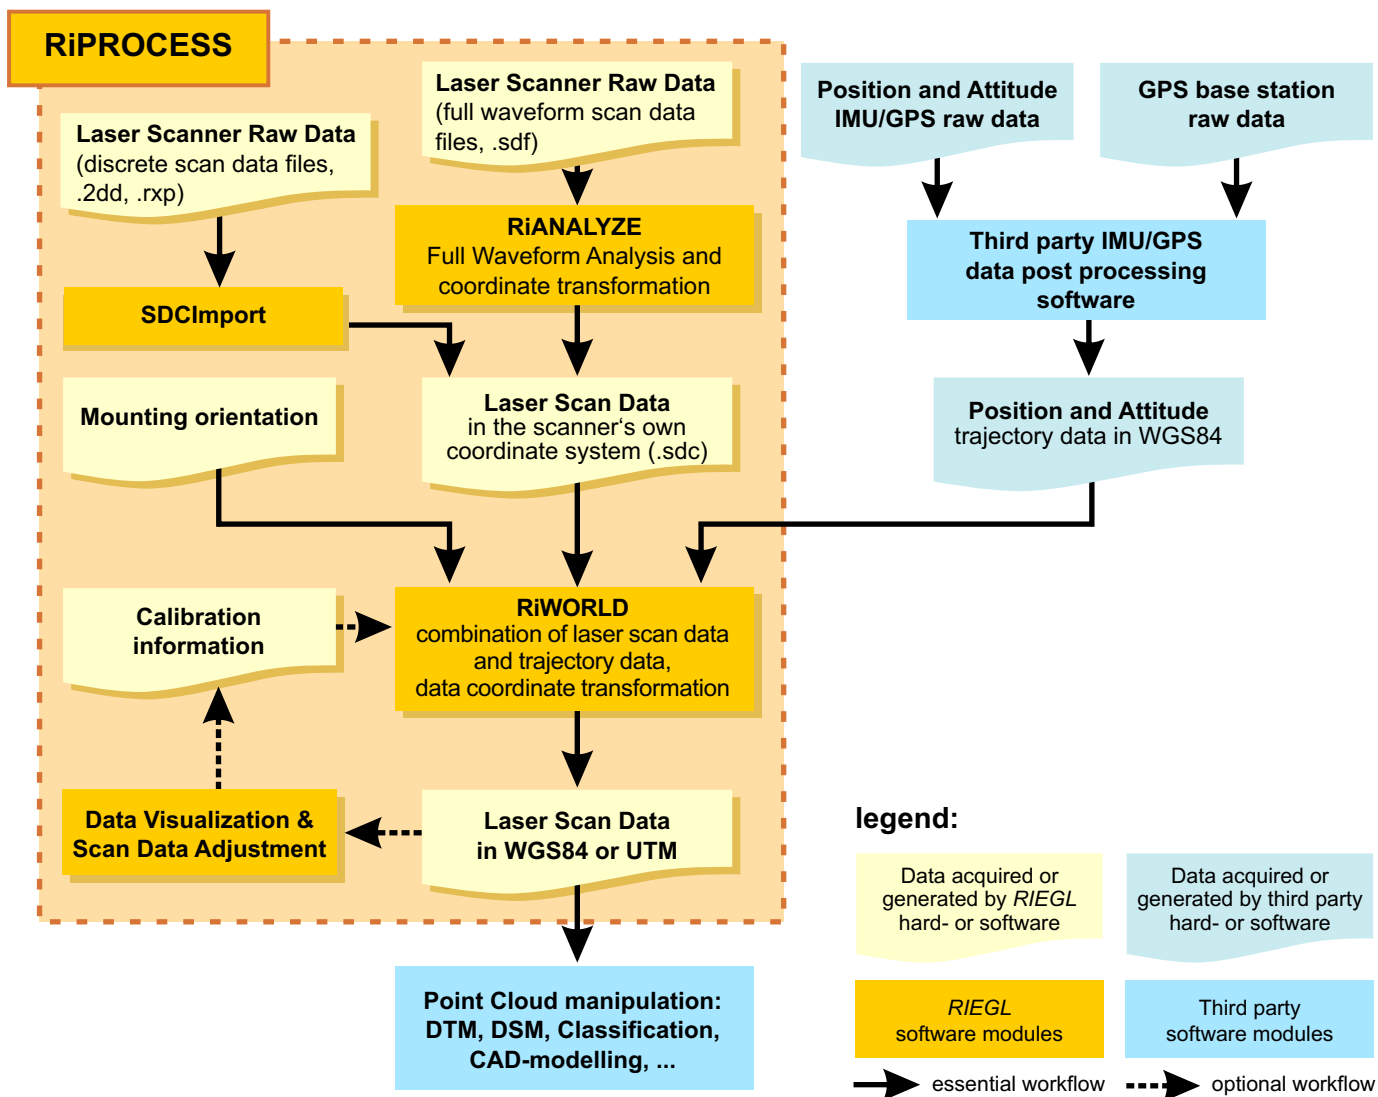 RiPROCESS
Laser Scanner Raw Data
(discrete scan data files,
.2dd, .rxp)
Laser Scanner Raw Data
(full waveform scan data
files, .sdf)
Position and Attitude
IMU/GPS raw data
GPS base station
raw data
SDCImport
RiANALYZE
Full Waveform Analysis and
coordinate transformation
Third party IMU/GPS
data post processing
software
Mounting orientation
Laser Scan Data
in the scanner‘s own
coordinate system (.sdc)
Position and Attitude
trajectory data in WGS84
Calibration
information
RiWORLD
combination of laser scan data
and trajectory data,
data coordinate transformation
Data Visualization &
Scan Data Adjustment
Laser Scan Data
in WGS84 or UTM
Point Cloud manipulation:
DTM, DSM, Classification,
CAD-modelling, ...
legend:
Data acquired or
generated by RIEGL
hard- or software
Data acquired or
generated by third party
hard- or software
RIEGL
software modules
Third party
software modules
essential workflow
optional workflow